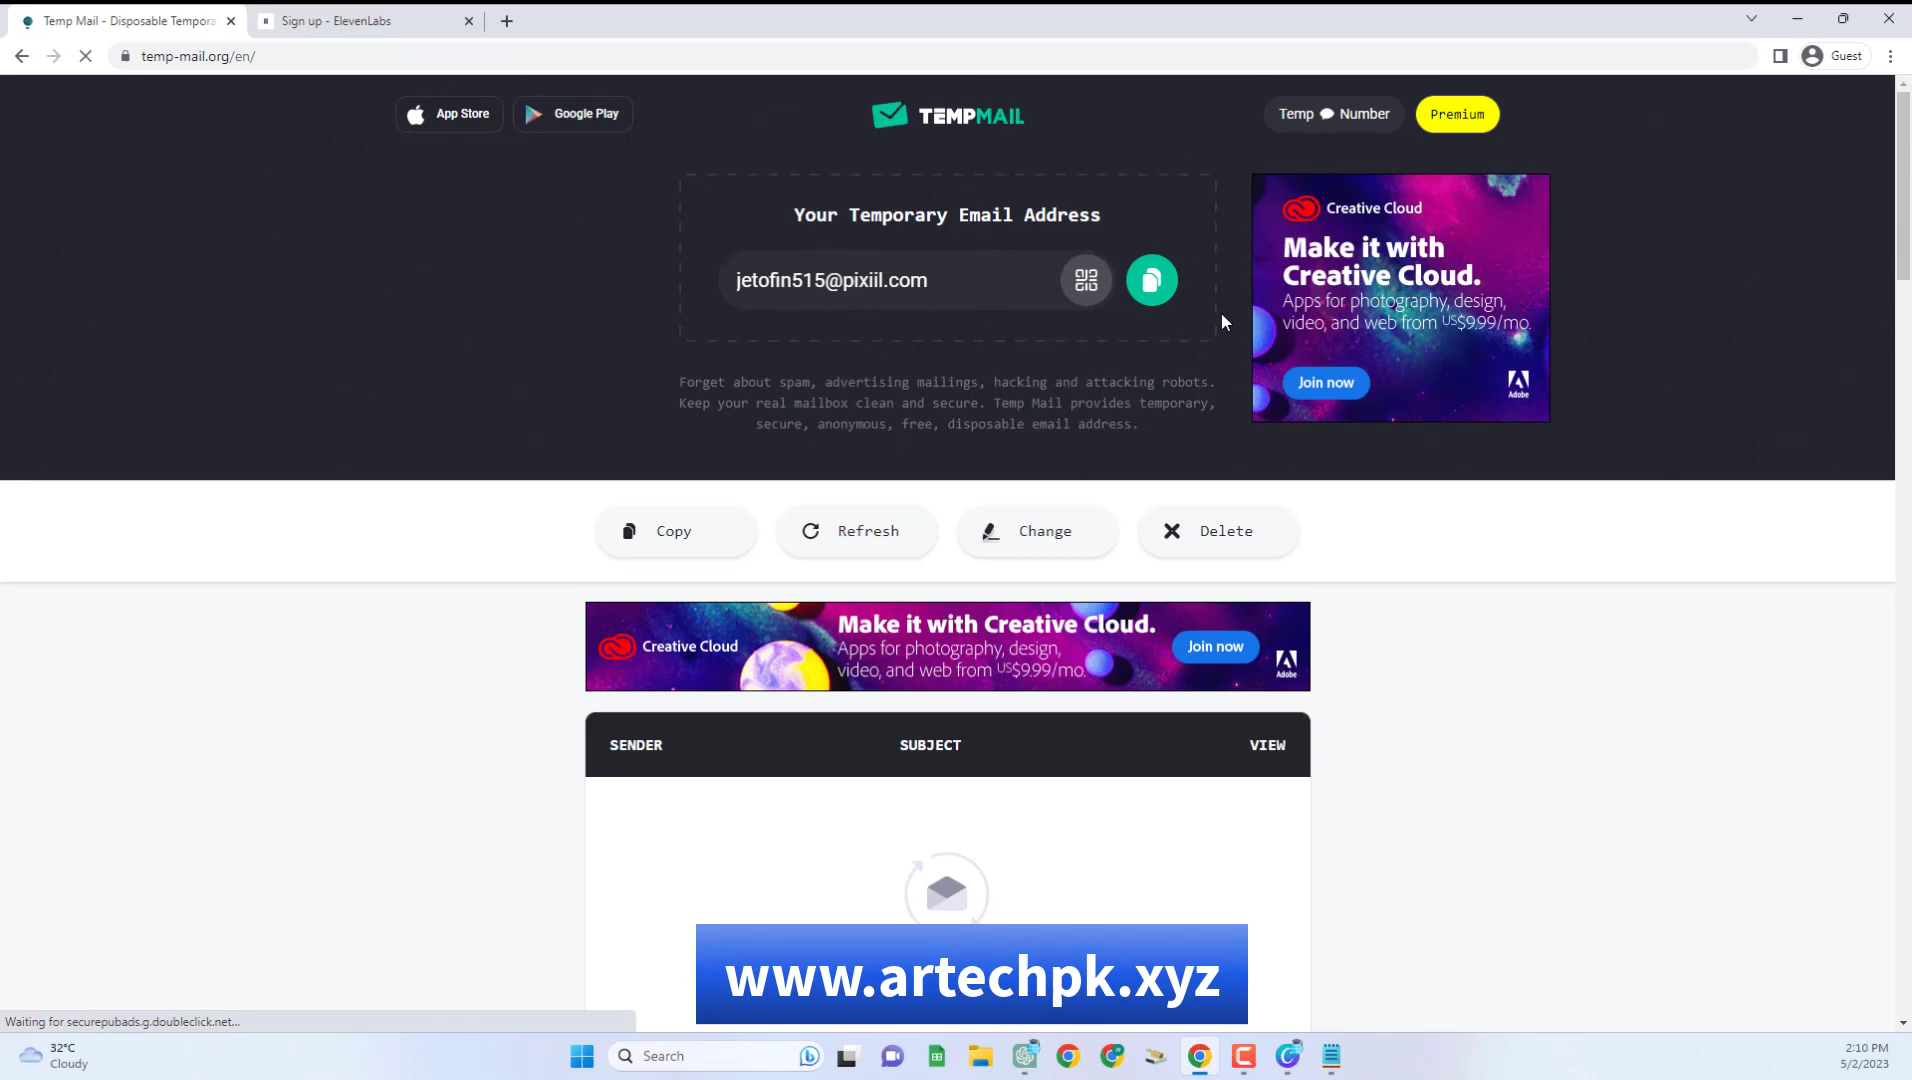 Temp Mail - Disposable Tempora
Sign up - ElevenLabs
temp-mail.org/en/
Guest
App Store
Google Play
TEMPMAIL
Temp Number
Premium
Your Temporary Email Address
jetofin515@pixiil.com
Forget about spam, advertising mailings, hacking and attacking robots.
Keep your real mailbox clean and secure. Temp Mail provides temporary,
secure, anonymous, free, disposable email address.
Creative Cloud
Make it with
Creative Cloud.
Apps for photography, design,
video, and web from US$9.99/mo.
Join now
Adobe
Copy
Refresh
Change
Delete
Creative Cloud
Make it with Creative Cloud.
Apps for photography, design,
video, and web from US$9.99/mo.
Join now
Adobe
SENDER
SUBJECT
VIEW
www.artechpk.xyz
Waiting for securepubads.g.doubleclick.net...
32°C
Cloudy
Search
2:10 PM
5/2/2023